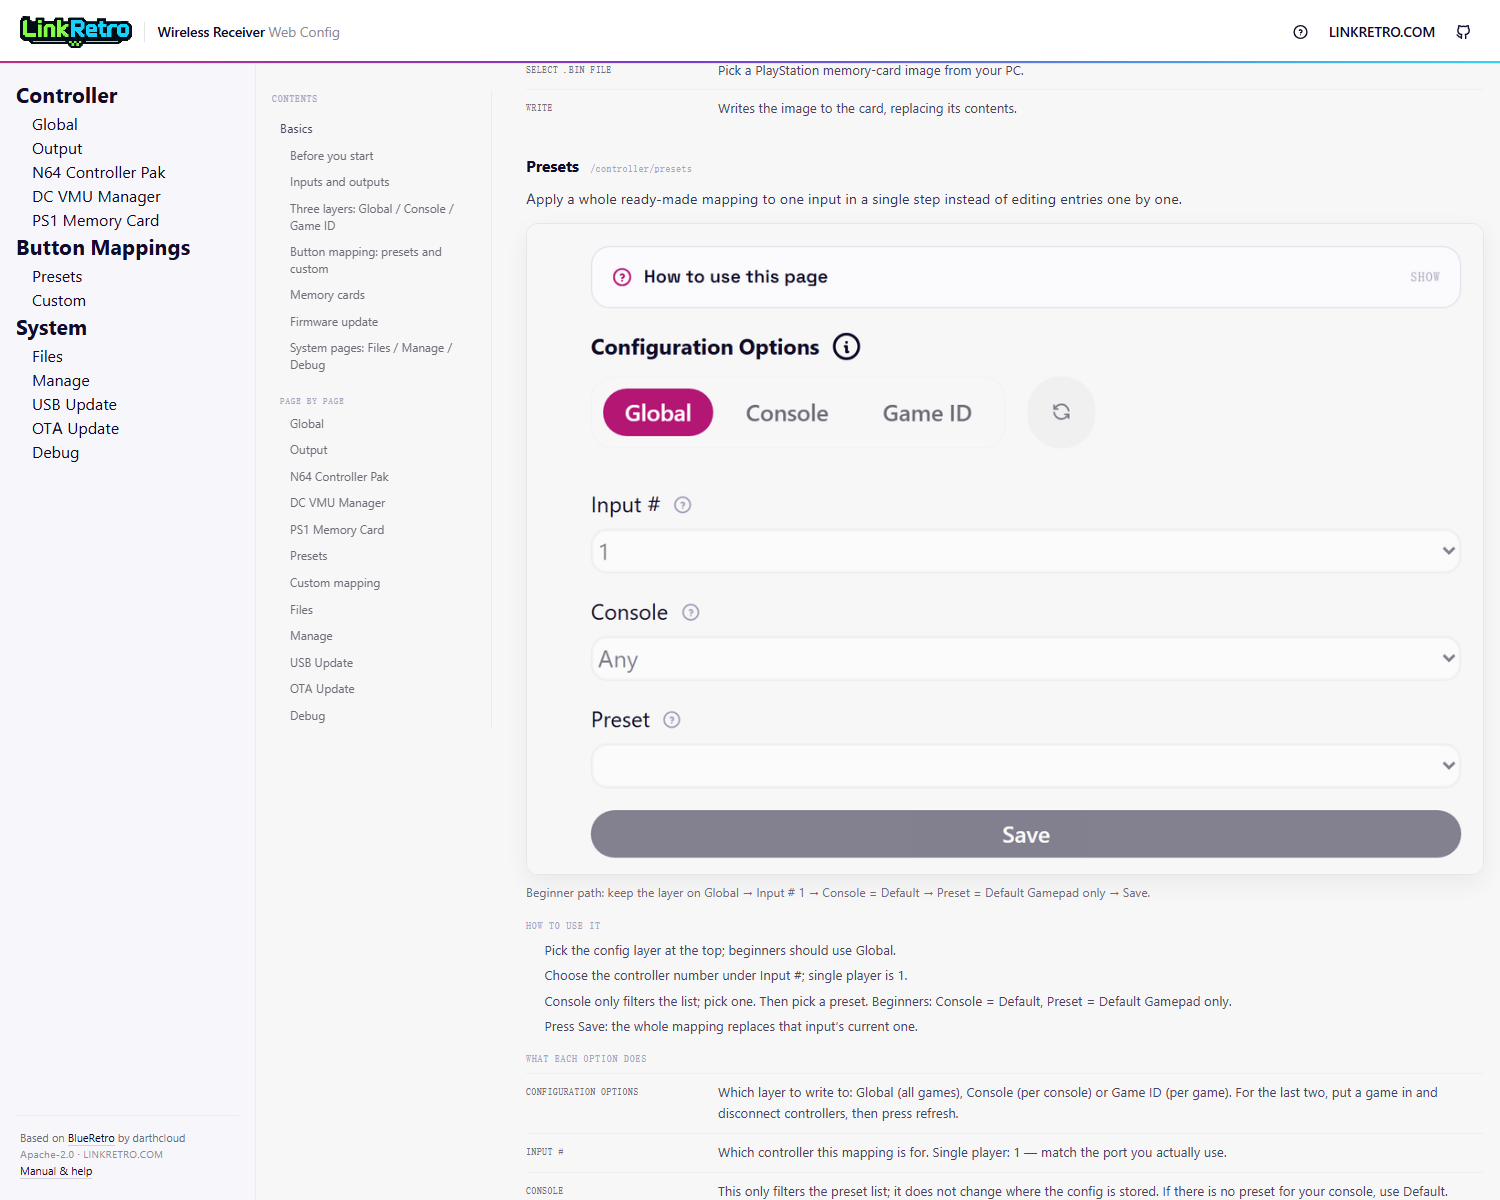 LinkRetro
Wireless Receiver Web Config
LINKRETRO.COM
Controller
Global
Output
N64 Controller Pak
DC VMU Manager
PS1 Memory Card
Button Mappings
Presets
Custom
System
Files
Manage
USB Update
OTA Update
Debug
Based on BlueRetro by darthcloud
Apache-2.0 · LINKRETRO.COM
Manual & help
CONTENTS
Basics
Before you start
Inputs and outputs
Three layers: Global / Console /
Game ID
Button mapping: presets and
custom
Memory cards
Firmware update
System pages: Files / Manage /
Debug
PAGE BY PAGE
Global
Output
N64 Controller Pak
DC VMU Manager
PS1 Memory Card
Presets
Custom mapping
Files
Manage
USB Update
OTA Update
Debug
SELECT .BIN FILE Pick a PlayStation memory-card image from your PC.
WRITE Writes the image to the card, replacing its contents.
Presets /controller/presets
Apply a whole ready-made mapping to one input in a single step instead of editing entries one by one.
How to use this page SHOW
Configuration Options
Global Console Game ID
Input #
1
Console
Any
Preset
Save
Beginner path: keep the layer on Global → Input # 1 → Console = Default → Preset = Default Gamepad only → Save.
HOW TO USE IT
Pick the config layer at the top; beginners should use Global.
Choose the controller number under Input #; single player is 1.
Console only filters the list; pick one. Then pick a preset. Beginners: Console = Default, Preset = Default Gamepad only.
Press Save: the whole mapping replaces that input's current one.
WHAT EACH OPTION DOES
CONFIGURATION OPTIONS Which layer to write to: Global (all games), Console (per console) or Game ID (per game). For the last two, put a game in and
disconnect controllers, then press refresh.
INPUT # Which controller this mapping is for. Single player: 1 — match the port you actually use.
CONSOLE This only filters the preset list; it does not change where the config is stored. If there is no preset for your console, use Default.